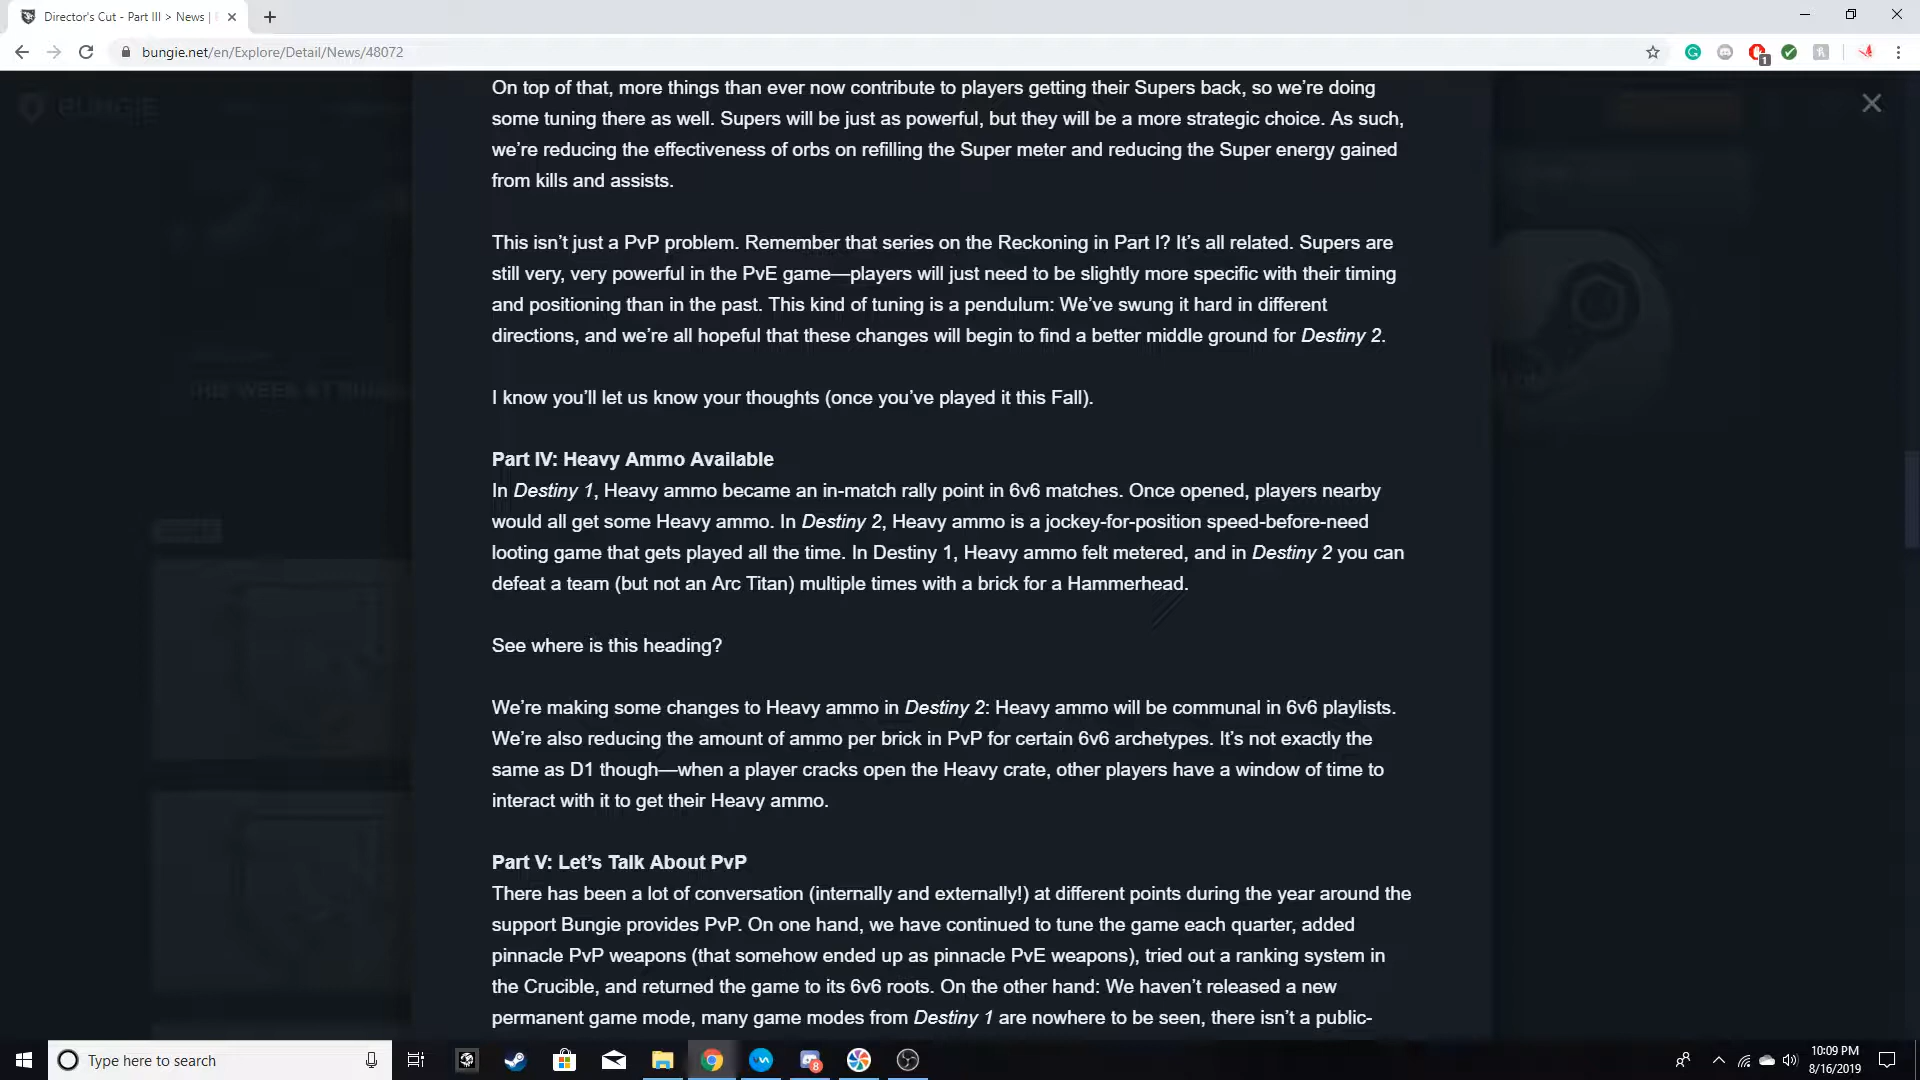 Director's Cut - Part III > News |
bungie.net/en/Explore/Detail/News/48072
1
BUNGIE
On top of that, more things than ever now contribute to players getting their Supers back, so we're doing
some tuning there as well. Supers will be just as powerful, but they will be a more strategic choice. As such,
we're reducing the effectiveness of orbs on refilling the Super meter and reducing the Super energy gained
from kills and assists.
This isn't just a PvP problem. Remember that series on the Reckoning in Part I? It's all related. Supers are
still very, very powerful in the PvE game—players will just need to be slightly more specific with their timing
and positioning than in the past. This kind of tuning is a pendulum: We've swung it hard in different
directions, and we're all hopeful that these changes will begin to find a better middle ground for Destiny 2.
THIS WEEK AT BUNGIE
I know you'll let us know your thoughts (once you've played it this Fall).
Part IV: Heavy Ammo Available
In Destiny 1, Heavy ammo became an in-match rally point in 6v6 matches. Once opened, players nearby
would all get some Heavy ammo. In Destiny 2, Heavy ammo is a jockey-for-position speed-before-need
looting game that gets played all the time. In Destiny 1, Heavy ammo felt metered, and in Destiny 2 you can
defeat a team (but not an Arc Titan) multiple times with a brick for a Hammerhead.
See where is this heading?
We're making some changes to Heavy ammo in Destiny 2: Heavy ammo will be communal in 6v6 playlists.
We're also reducing the amount of ammo per brick in PvP for certain 6v6 archetypes. It's not exactly the
same as D1 though—when a player cracks open the Heavy crate, other players have a window of time to
interact with it to get their Heavy ammo.
Part V: Let's Talk About PvP
There has been a lot of conversation (internally and externally!) at different points during the year around the
support Bungie provides PvP. On one hand, we have continued to tune the game each quarter, added
pinnacle PvP weapons (that somehow ended up as pinnacle PvE weapons), tried out a ranking system in
the Crucible, and returned the game to its 6v6 roots. On the other hand: We haven't released a new
permanent game mode, many game modes from Destiny 1 are nowhere to be seen, there isn't a public-
Type here to search
8
10:09 PM
8/16/2019